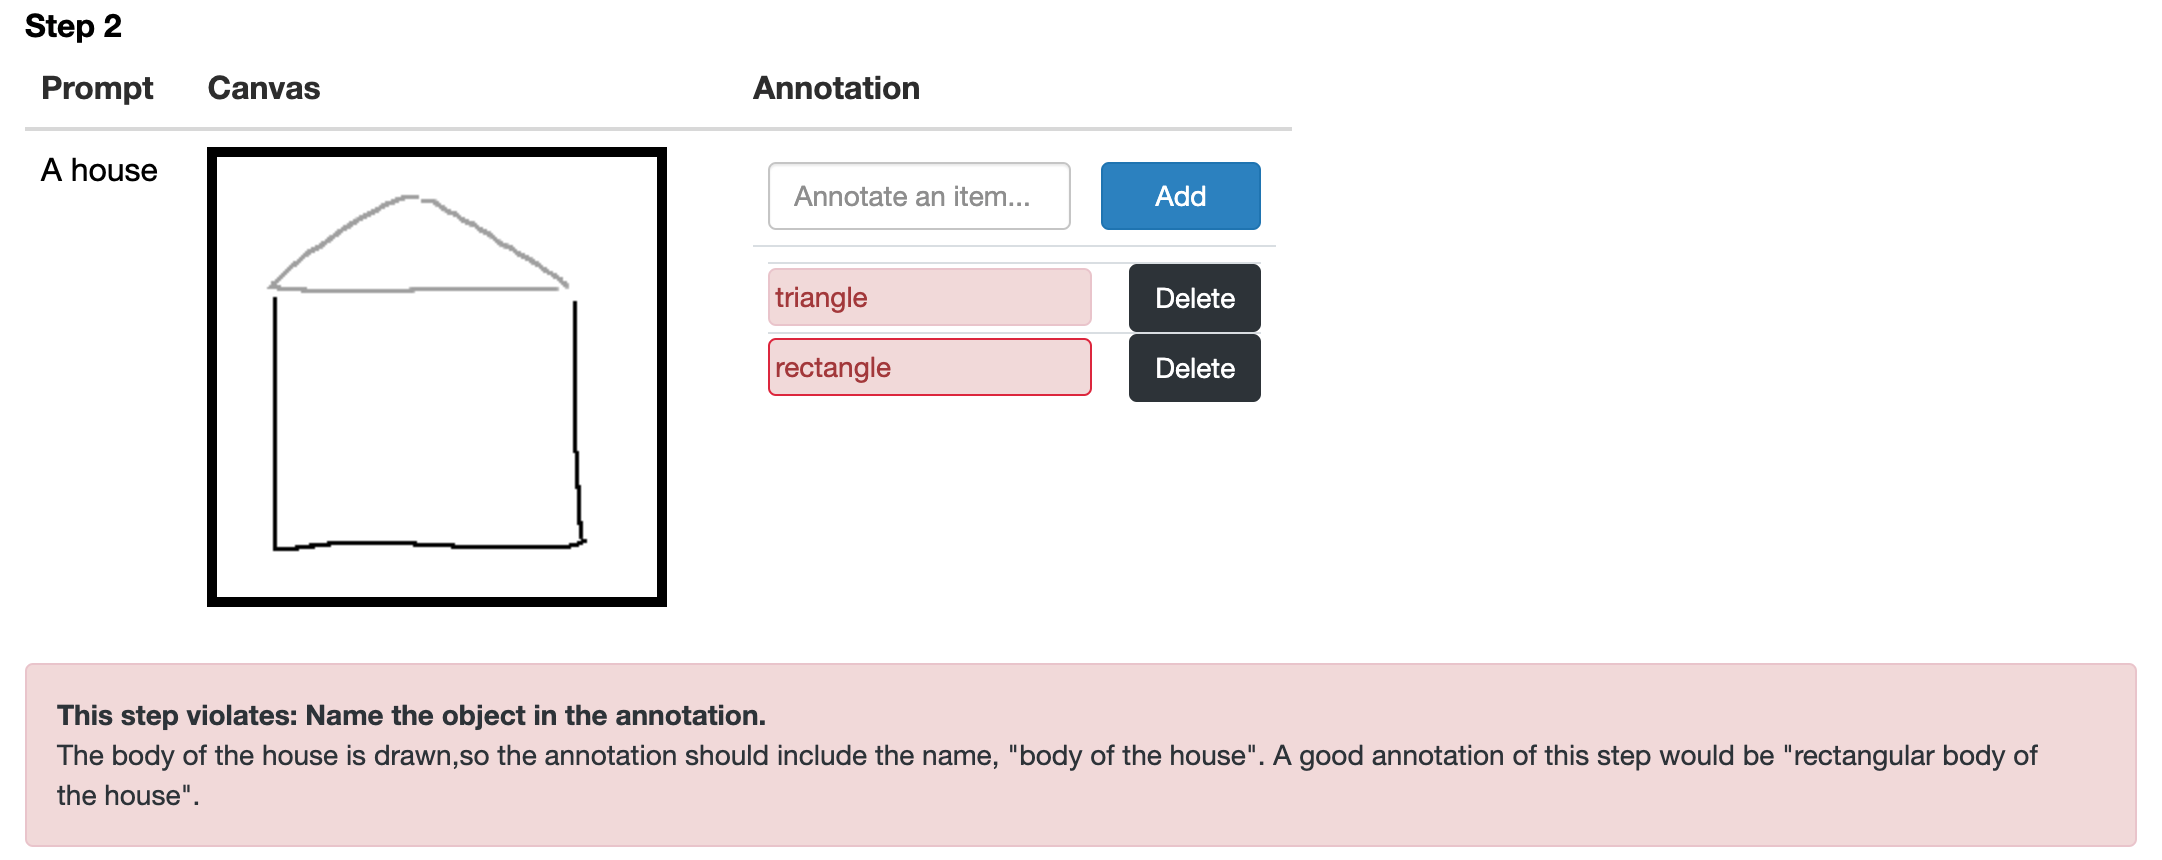 Step 2
Prompt Canvas Annotation
A house
Annotate an item... Add
triangle Delete
rectangle Delete
This step violates: Name the object in the annotation.
The body of the house is drawn,so the annotation should include the name, "body of the house". A good annotation of this step would be "rectangular body of
the house".